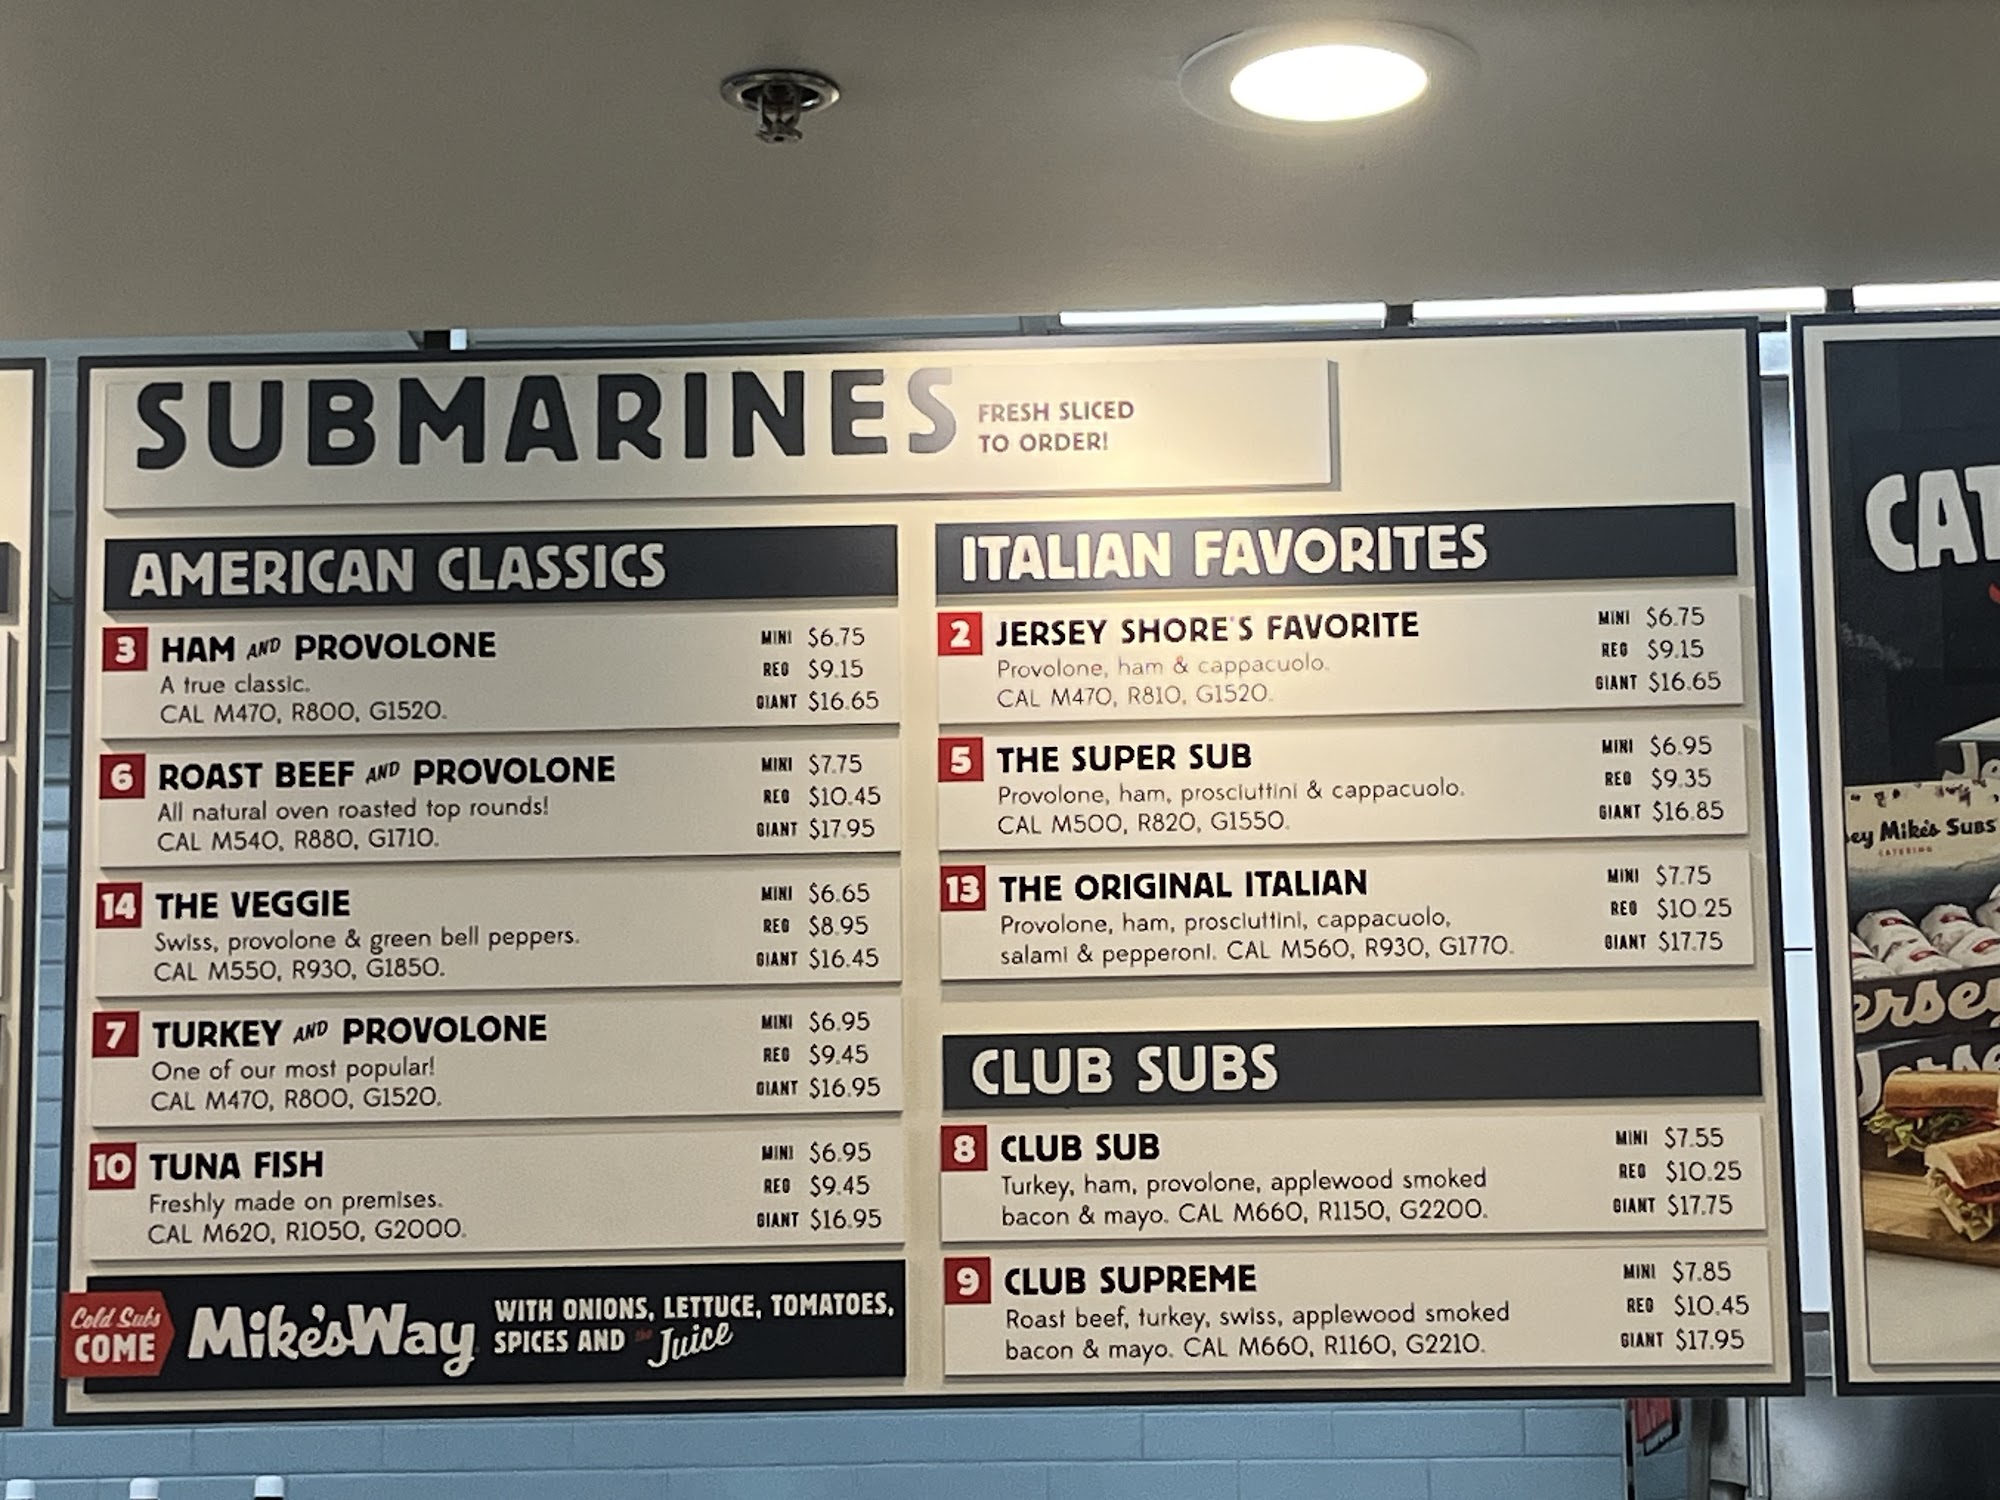 SUBMARINES
FRESH SLICED
TO ORDER!
AMERICAN CLASSICS
3 HAM AND PROVOLONE
A true classic.
CAL M470, R800, G1520.
MINI $6.75
REG $9.15
GIANT $16.65
6 ROAST BEEF AND PROVOLONE
All natural oven roasted top rounds!
CAL M540, R880, G1710.
MINI $7.75
REG $10.45
GIANT $17.95
14 THE VEGGIE
Swiss, provolone & green bell peppers.
CAL M550, R930, G1850.
MINI $6.65
REG $8.95
GIANT $16.45
7 TURKEY AND PROVOLONE
One of our most popular!
CAL M470, R800, G1520.
MINI $6.95
REG $9.45
GIANT $16.95
10 TUNA FISH
Freshly made on premises.
CAL M620, R1050, G2000.
MINI $6.95
REG $9.45
GIANT $16.95
Cold Subs
COME
Mike's Way
WITH ONIONS, LETTUCE, TOMATOES,
SPICES AND the Juice
ITALIAN FAVORITES
2 JERSEY SHORE'S FAVORITE
Provolone, ham & cappacuolo.
CAL M470, R810, G1520.
MINI $6.75
REG $9.15
GIANT $16.65
5 THE SUPER SUB
Provolone, ham, prosciuttini & cappacuolo.
CAL M500, R820, G1550.
MINI $6.95
REG $9.35
GIANT $16.85
13 THE ORIGINAL ITALIAN
Provolone, ham, prosciuttini, cappacuolo,
salami & pepperoni. CAL M560, R930, G1770.
MINI $7.75
REG $10.25
GIANT $17.75
CLUB SUBS
8 CLUB SUB
Turkey, ham, provolone, applewood smoked
bacon & mayo. CAL M660, R1150, G2200.
MINI $7.55
REG $10.25
GIANT $17.75
9 CLUB SUPREME
Roast beef, turkey, swiss, applewood smoked
bacon & mayo. CAL M660, R1160, G2210.
MINI $7.85
REG $10.45
GIANT $17.95
CAT
ey Mike's Subs
CATERING
ersey
Jerse